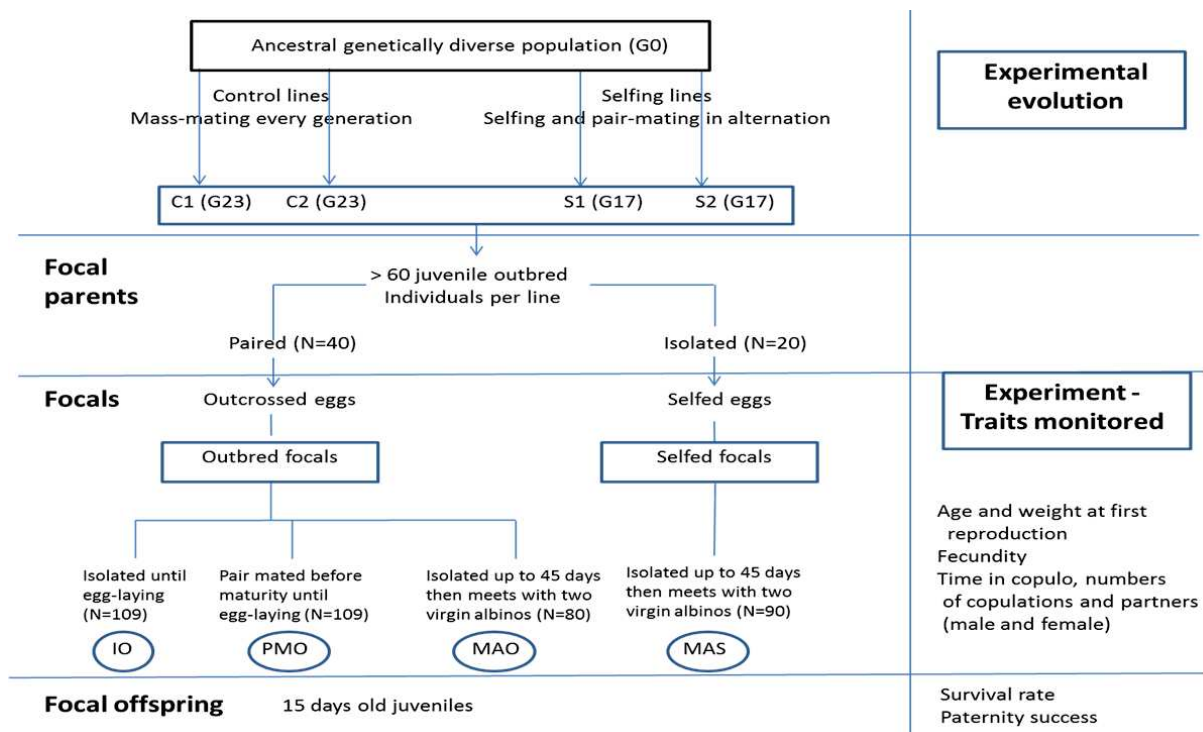 Ancestral genetically diverse population (G0)
Experimental
evolution
Control lines
Mass-mating every generation
Selfing lines
Selfing and pair-mating in alternation
C1 (G23)
C2 (G23)
S1 (G17)
S2 (G17)
Focal
parents
> 60 juvenile outbred
Individuals per line
Paired (N=40)
Isolated (N=20)
Focals
Outcrossed eggs
Selfed eggs
Experiment -
Traits monitored
Outbred focals
Selfed focals
Isolated until
egg-laying
(N=109)
Pair mated before
maturity until
egg-laying (N=109)
Isolated up to 45 days
then meets with two
virgin albinos (N=80)
Isolated up to 45 days
then meets with two
virgin albinos (N=90)
IO
PMO
MAO
MAS
Age and weight at first
reproduction
Fecundity
Time in copulo, numbers
of copulations and partners
(male and female)
Focal offspring
15 days old juveniles
Survival rate
Paternity success